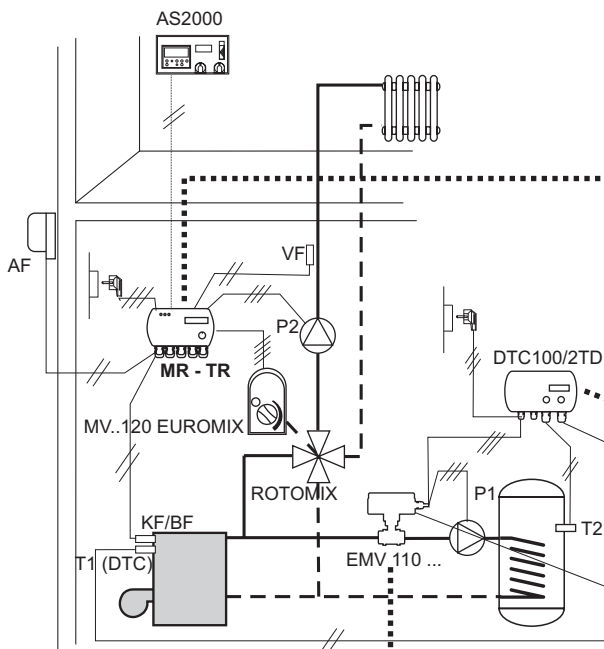 AS2000
AF
VF
P2
MR - TR
DTC100/2TD
MV..120 EUROMIX
ROTOMIX
P1
KF/BF
T2
T1 (DTC)
EMV 110 ...